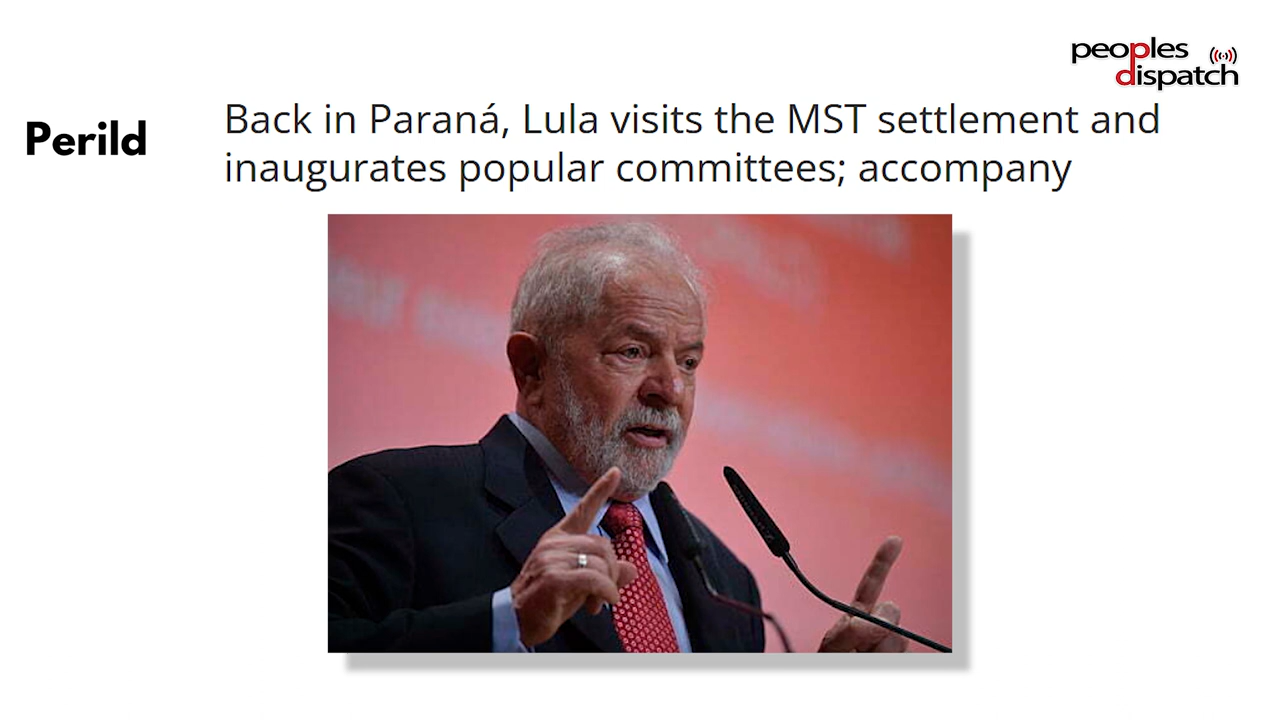 peoples
dispatch
Perild
Back in Paraná, Lula visits the MST settlement and
inaugurates popular committees; accompany